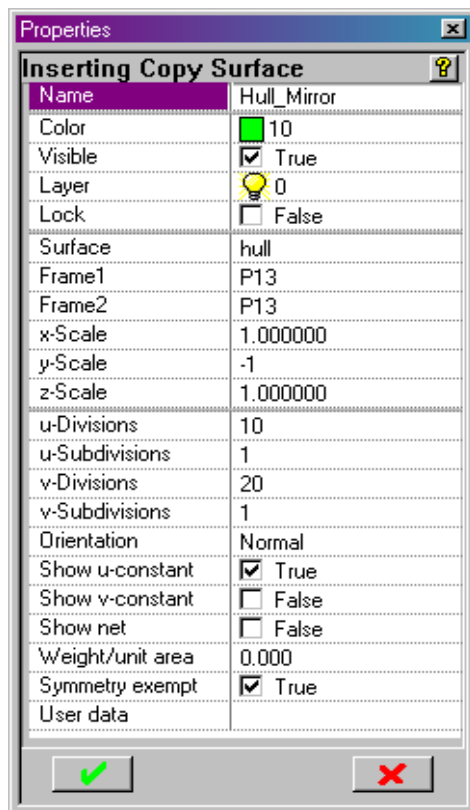 Properties
Inserting Copy Surface
Name Hull_Mirror
Color 10
Visible True
Layer 0
Lock False
Surface hull
Frame1 P13
Frame2 P13
x-Scale 1.000000
y-Scale -1
z-Scale 1.000000
u-Divisions 10
u-Subdivisions 1
v-Divisions 20
v-Subdivisions 1
Orientation Normal
Show u-constant True
Show v-constant False
Show net False
Weight/unit area 0.000
Symmetry exempt True
User data